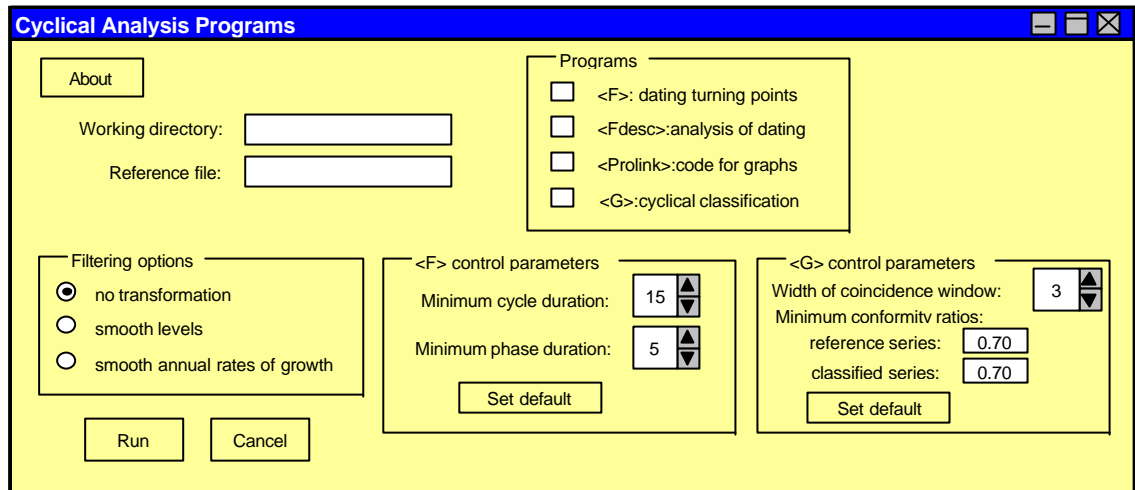 Cyclical Analysis Programs
About
Working directory:
Reference file:
Programs
<F>: dating turning points
<Fdesc>:analysis of dating
<Prolink>:code for graphs
<G>:cyclical classification
Filtering options
no transformation
smooth levels
smooth annual rates of growth
<F> control parameters
Minimum cycle duration: 15
Minimum phase duration: 5
Set default
<G> control parameters
Width of coincidence window: 3
Minimum conformity ratios:
reference series: 0.70
classified series: 0.70
Set default
Run
Cancel